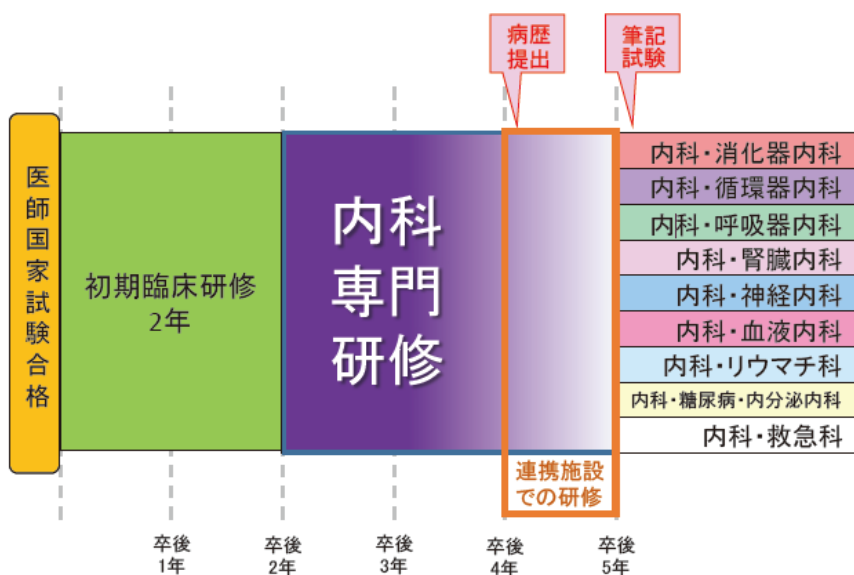 病歴
提出
筆記
試験
医師国家試験合格
初期臨床研修
2年
内科
専門
研修
連携施設
での研修
内科・消化器内科
内科・循環器内科
内科・呼吸器内科
内科・腎臓内科
内科・神経内科
内科・血液内科
内科・リウマチ科
内科・糖尿病・内分泌内科
内科・救急科
卒後
1年
卒後
2年
卒後
3年
卒後
4年
卒後
5年